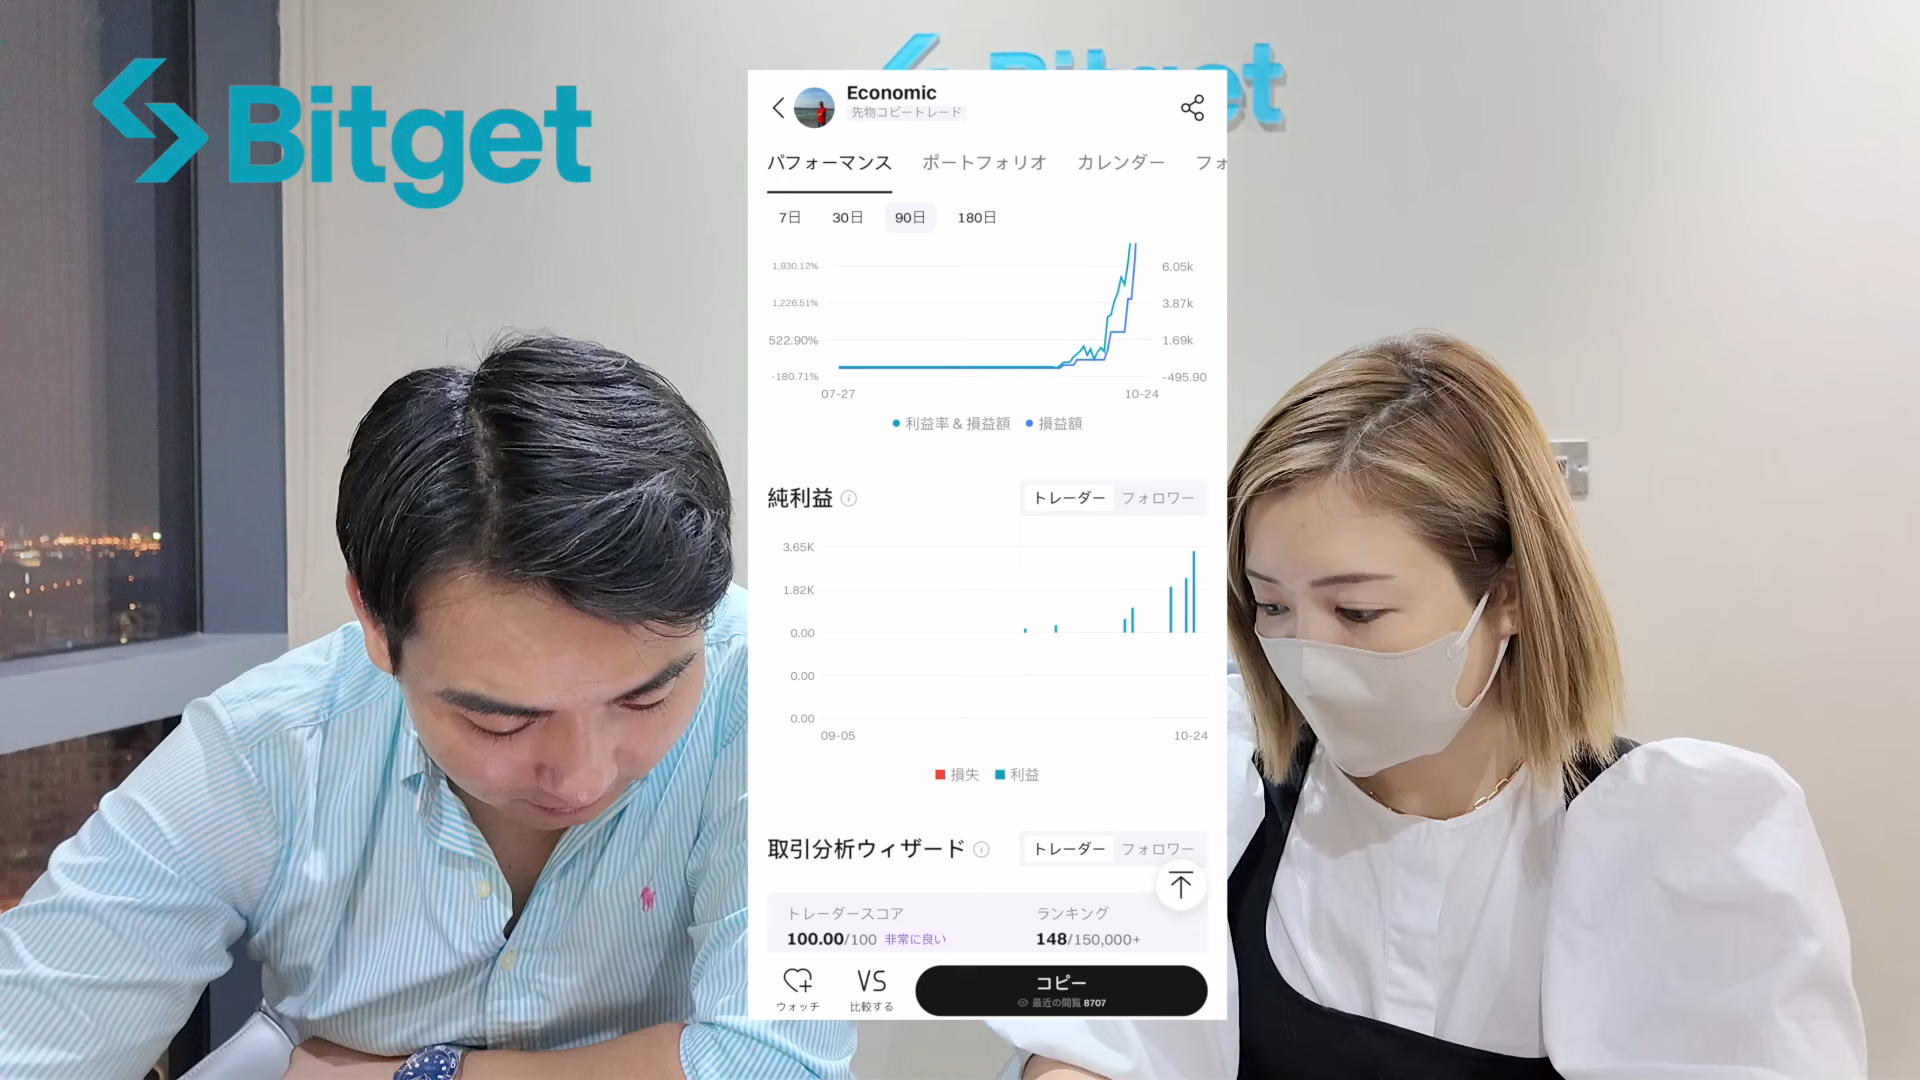 Bitget
Bitget
Economic
先物コピートレード
パフォーマンス ポートフォリオ カレンダー フォ
7日 30日 90日 180日
1,930.12% 6.05k
1,226.51% 3.87k
522.90% 1.69k
-180.71% -495.90
07-27 10-24
利益率 & 損益額 損益額
純利益 トレーダー フォロワー
3.65K
1.82K
0.00
0.00
0.00
09-05 10-24
損失 利益
取引分析ウィザード トレーダー フォロワー
トレーダースコア ランキング
100.00/100 非常に良い 148/150,000+
VS コピー
ウォッチ 比較する 最近の閲覧 8707